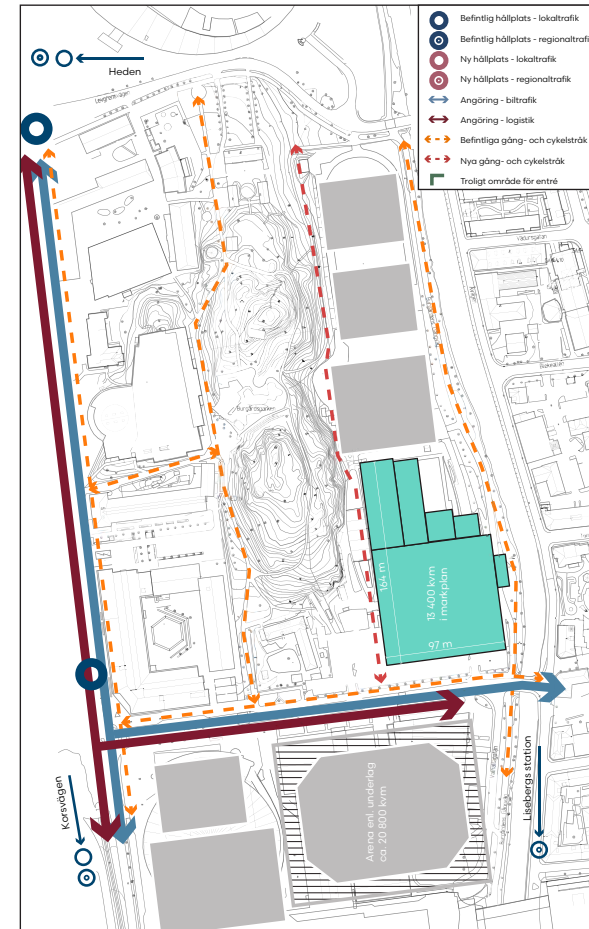 Befintlig hållplats - lokaltrafik
Befintlig hållplats - regionaltrafi
Ny hållplats - lokaltrafik
Ny hållplats - regionaltrafik
Angöring - biltrafik
Angöring - logistik
Befintliga gång- och cykelstråk
Nya gång- och cykelstråk
Troligt område för entré
Heden
Burgårdsparken
164 m
13 400 kvm
i markplan
97 m
Korsvägen
Arena enl. underlag
ca. 20 800 kvm
Lisebergs station